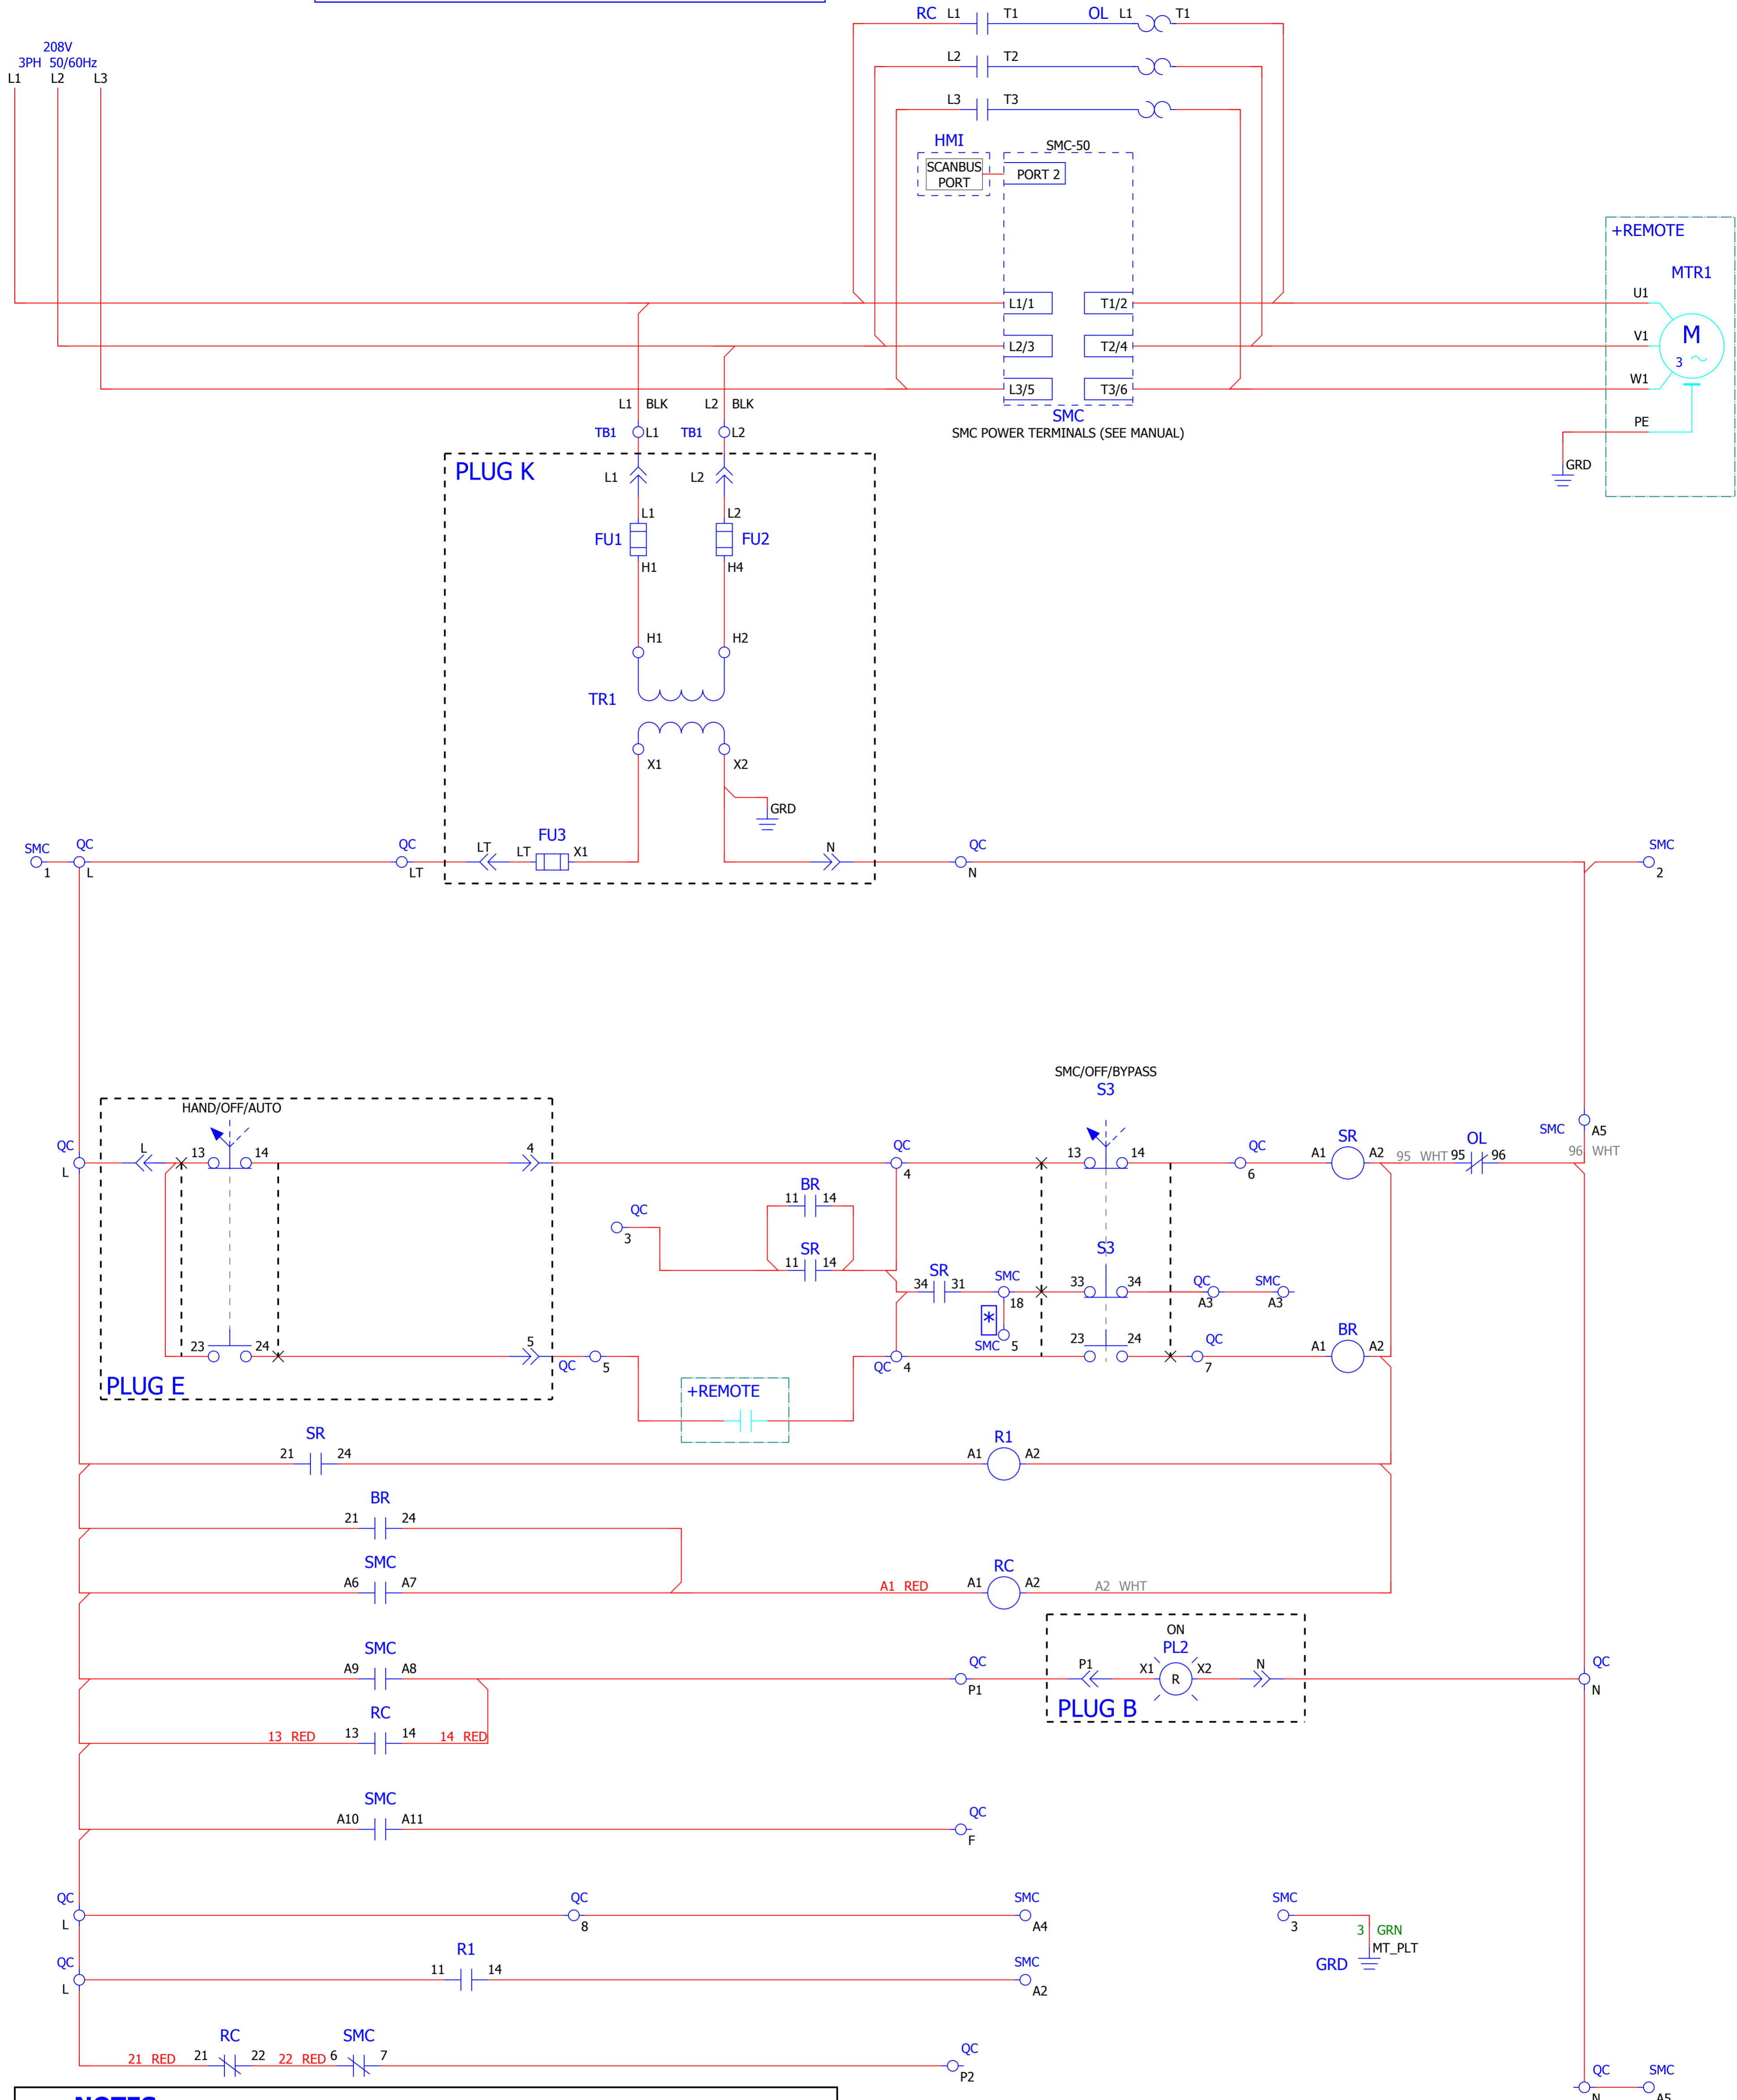 RC L1 T1 OL L1 T1
208V
3PH 50/60Hz
L1 L2 L3
L2 T2
L3 T3
HMI
SMC-50
SCANBUS
PORT
PORT 2
+REMOTE
MTR1
L1/1 T1/2 U1
L2/3 T2/4 V1
M
3
L3/5 T3/6 W1
L1 BLK L2 BLK
SMC
SMC POWER TERMINALS (SEE MANUAL)
PE
TB1 L1 TB1 L2
GRD
PLUG K
L1 L2
L1 L2
FU1 FU2
H1 H4
H1 H2
TR1
X1 X2
GRD
SMC QC QC LT LT FU3 X1 N QC SMC
1 L LT N 2
SMC/OFF/BYPASS
S3
HAND/OFF/AUTO
QC L 13 14 4 QC 13 14 QC SR A1 A2 95 WHT 95 OL 96 SMC A5
96 WHT
L 4 6
BR
11 14
QC
3
SR
11 14
S3
SR
34 31 SMC 33 34 QC SMC
18 A3 A3
*
SMC 5
23 24 5 QC 5 QC 4 23 24 QC 7 BR A1 A2
PLUG E
+REMOTE
SR
21 24 R1 A1 A2
BR
21 24
SMC
A6 A7 A1 RED RC A1 A2 A2 WHT
ON
PL2
SMC
A9 A8 QC P1 P1 X1 R X2 N QC N
PLUG B
RC
13 RED 13 14 14 RED
SMC
A10 A11 QC F
QC QC SMC SMC
L 8 A4 3
3 GRN
MT_PLT
GRD
QC R1 SMC
L 11 14 A2
RC SMC
21 RED 21 22 22 RED 6 7 QC P2
QC SMC
N A5
NOTES